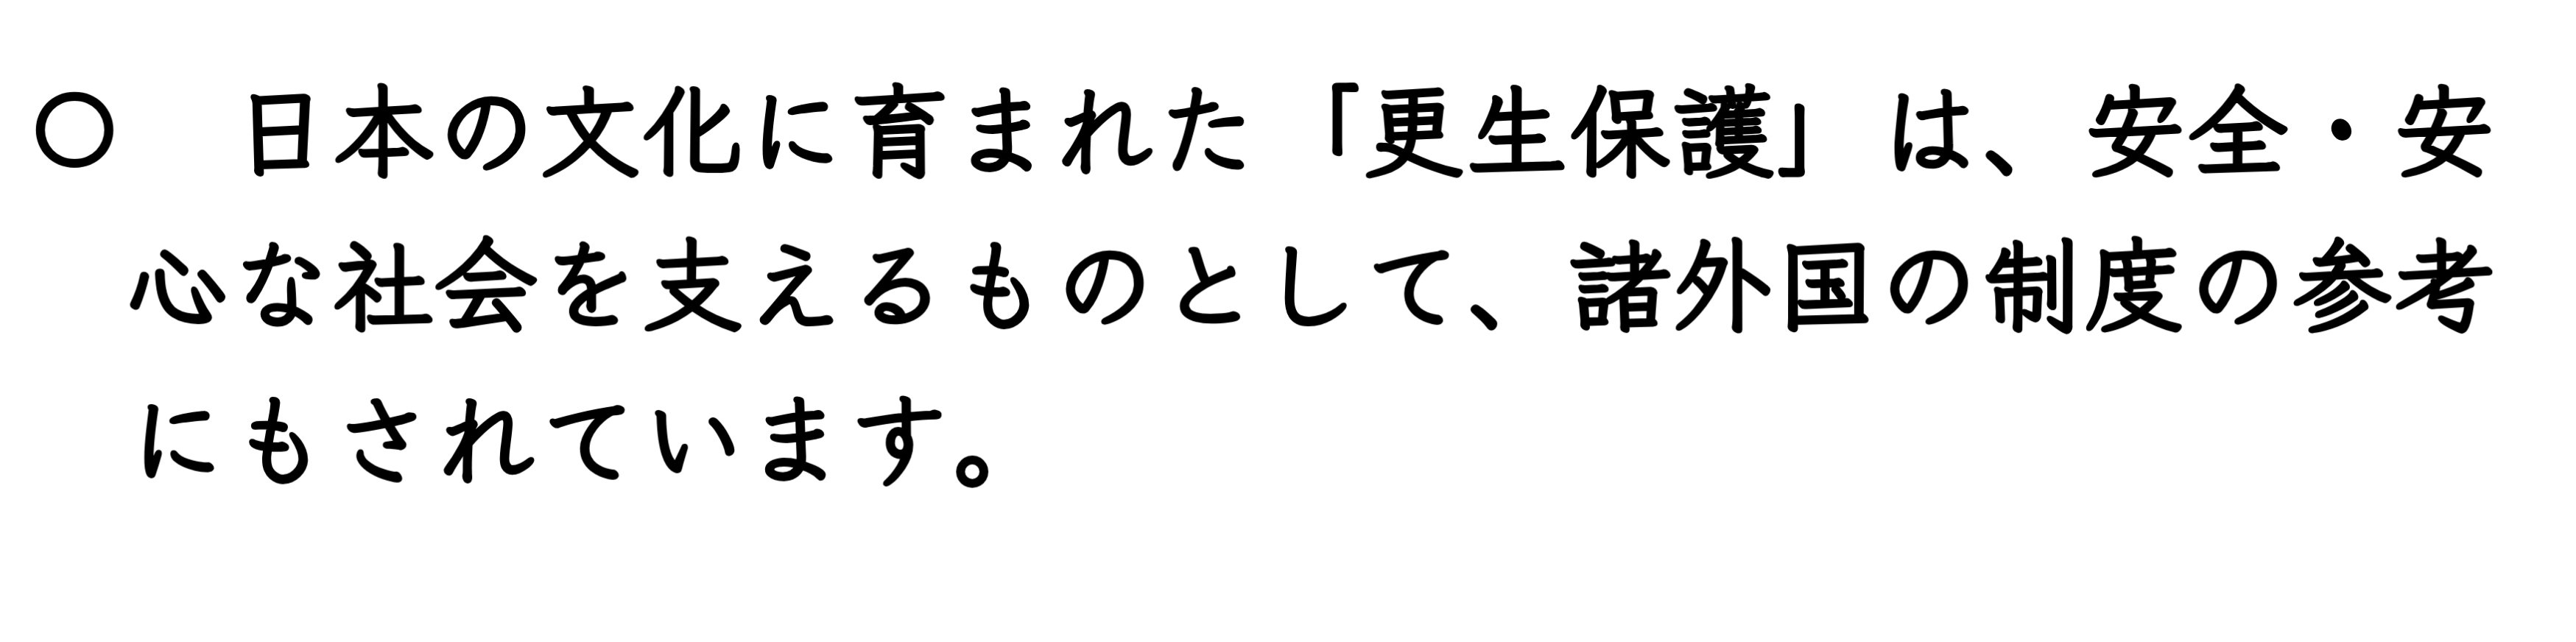 ○　日本の文化に育まれた「更生保護」は、安全・安
心な社会を支えるものとして、諸外国の制度の参考
にもされています。